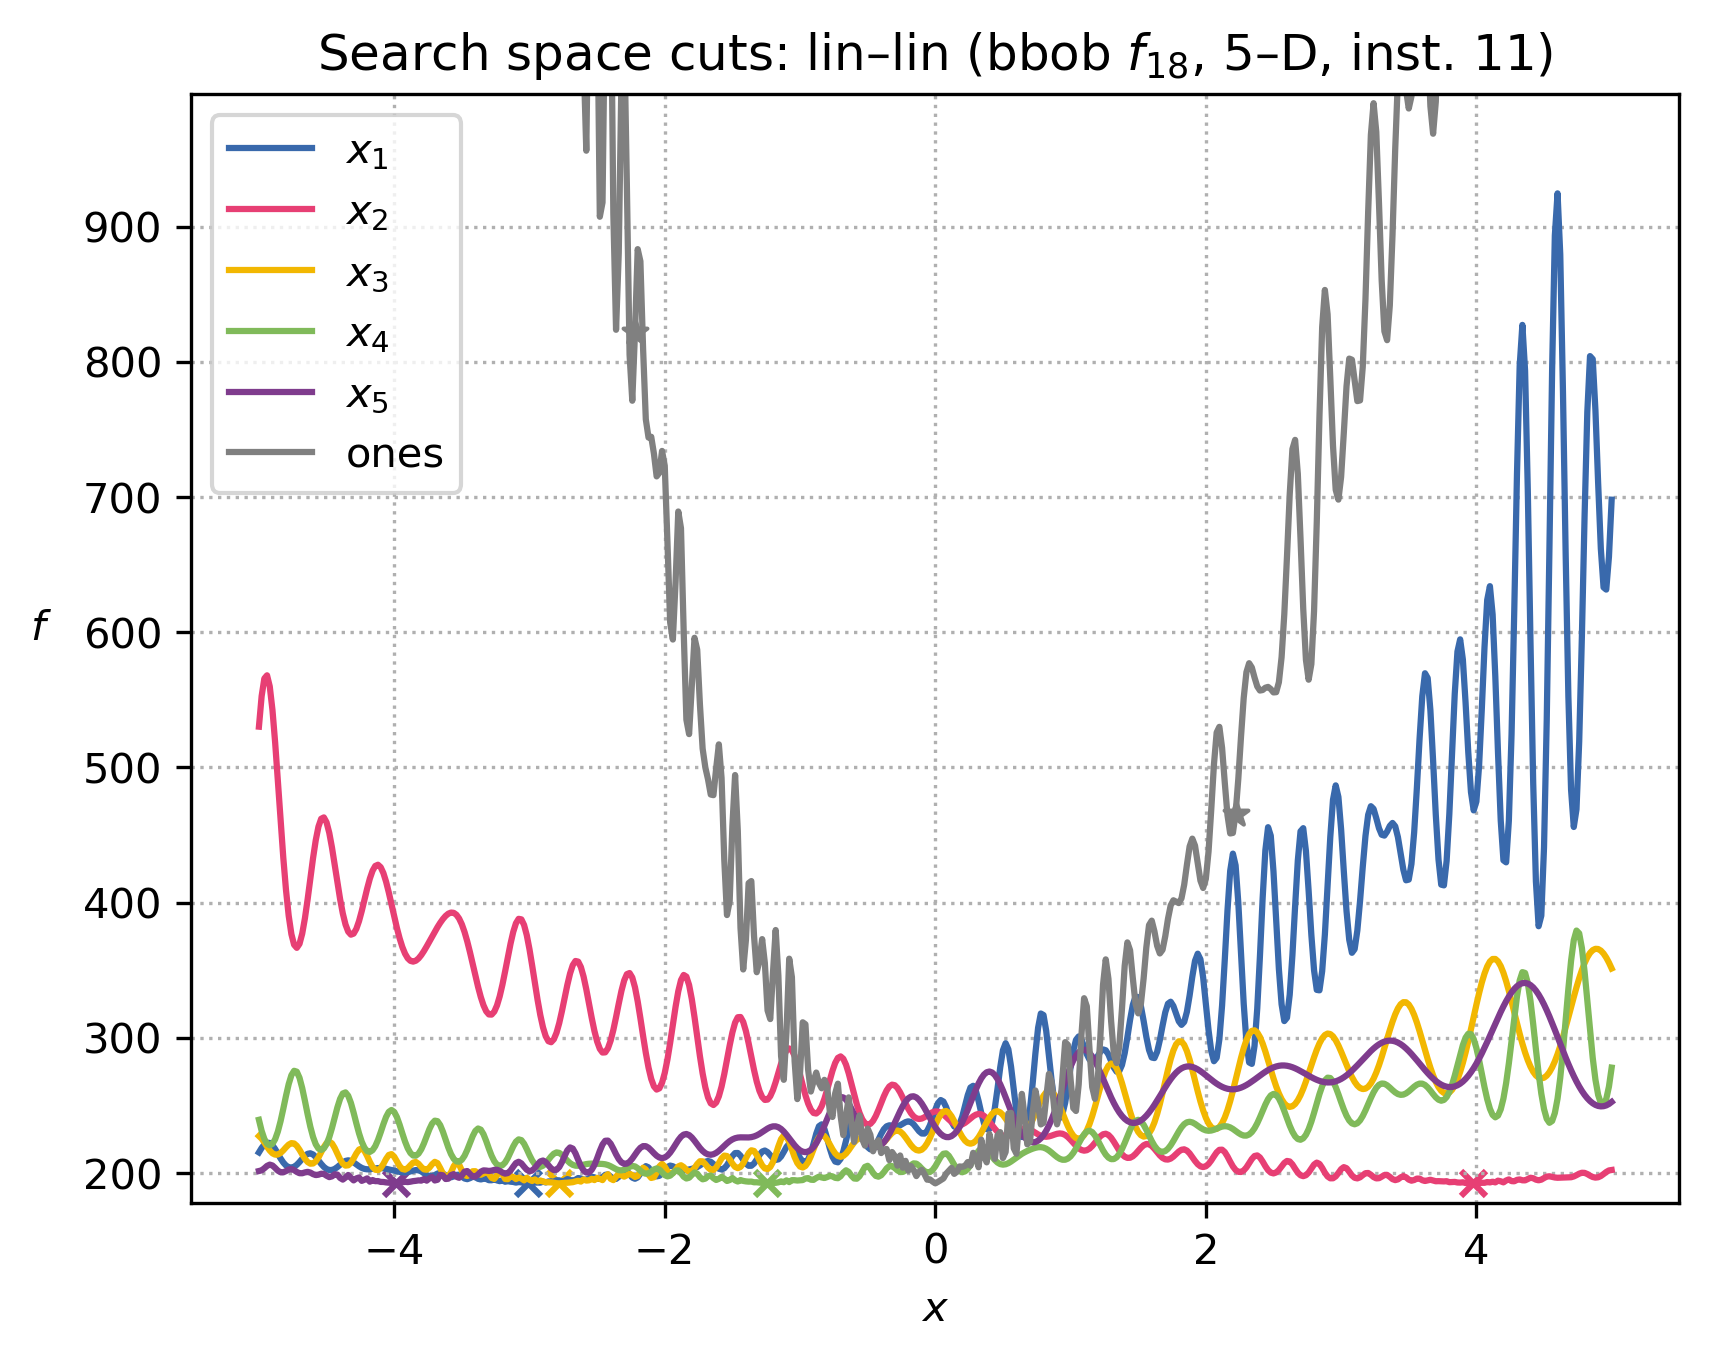 Search space cuts: lin–lin (bbob f₁₈, 5–D, inst. 11)
x₁
x₂
x₃
x₄
x₅
ones
900
800
700
600
500
400
300
200
f
−4 −2 0 2 4
x